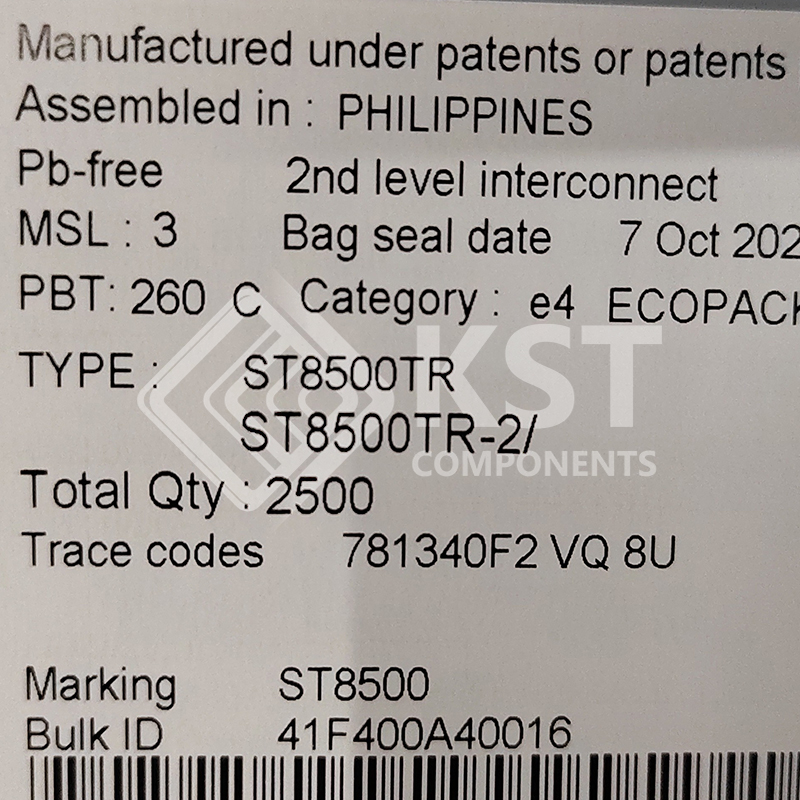 Manufactured under patents or patents
Assembled in : PHILIPPINES
Pb-free 2nd level interconnect
MSL : 3 Bag seal date 7 Oct 202
PBT: 260 C Category : e4 ECOPACK
TYPE : ST8500TR
ST8500TR-2/
KST
COMPONENTS
Total Qty : 2500
Trace codes 781340F2 VQ 8U
Marking ST8500
Bulk ID 41F400A40016